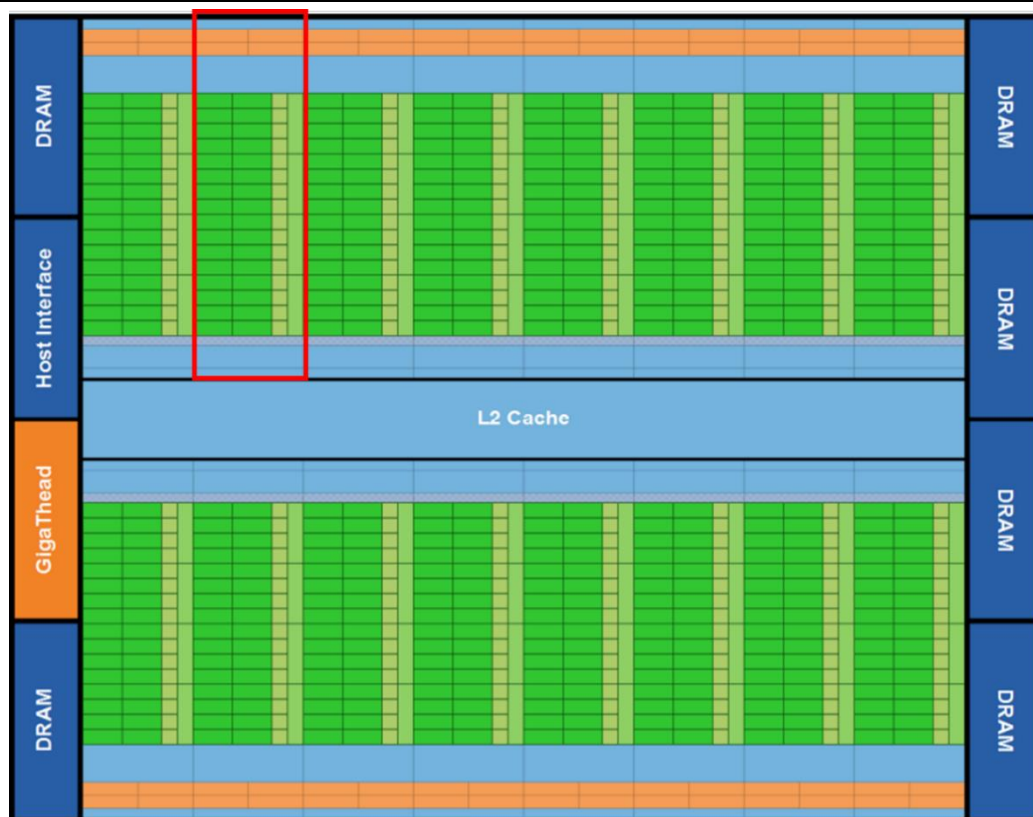 DRAM
Host Interface
GigaThead
DRAM
L2 Cache
DRAM
DRAM
DRAM
DRAM